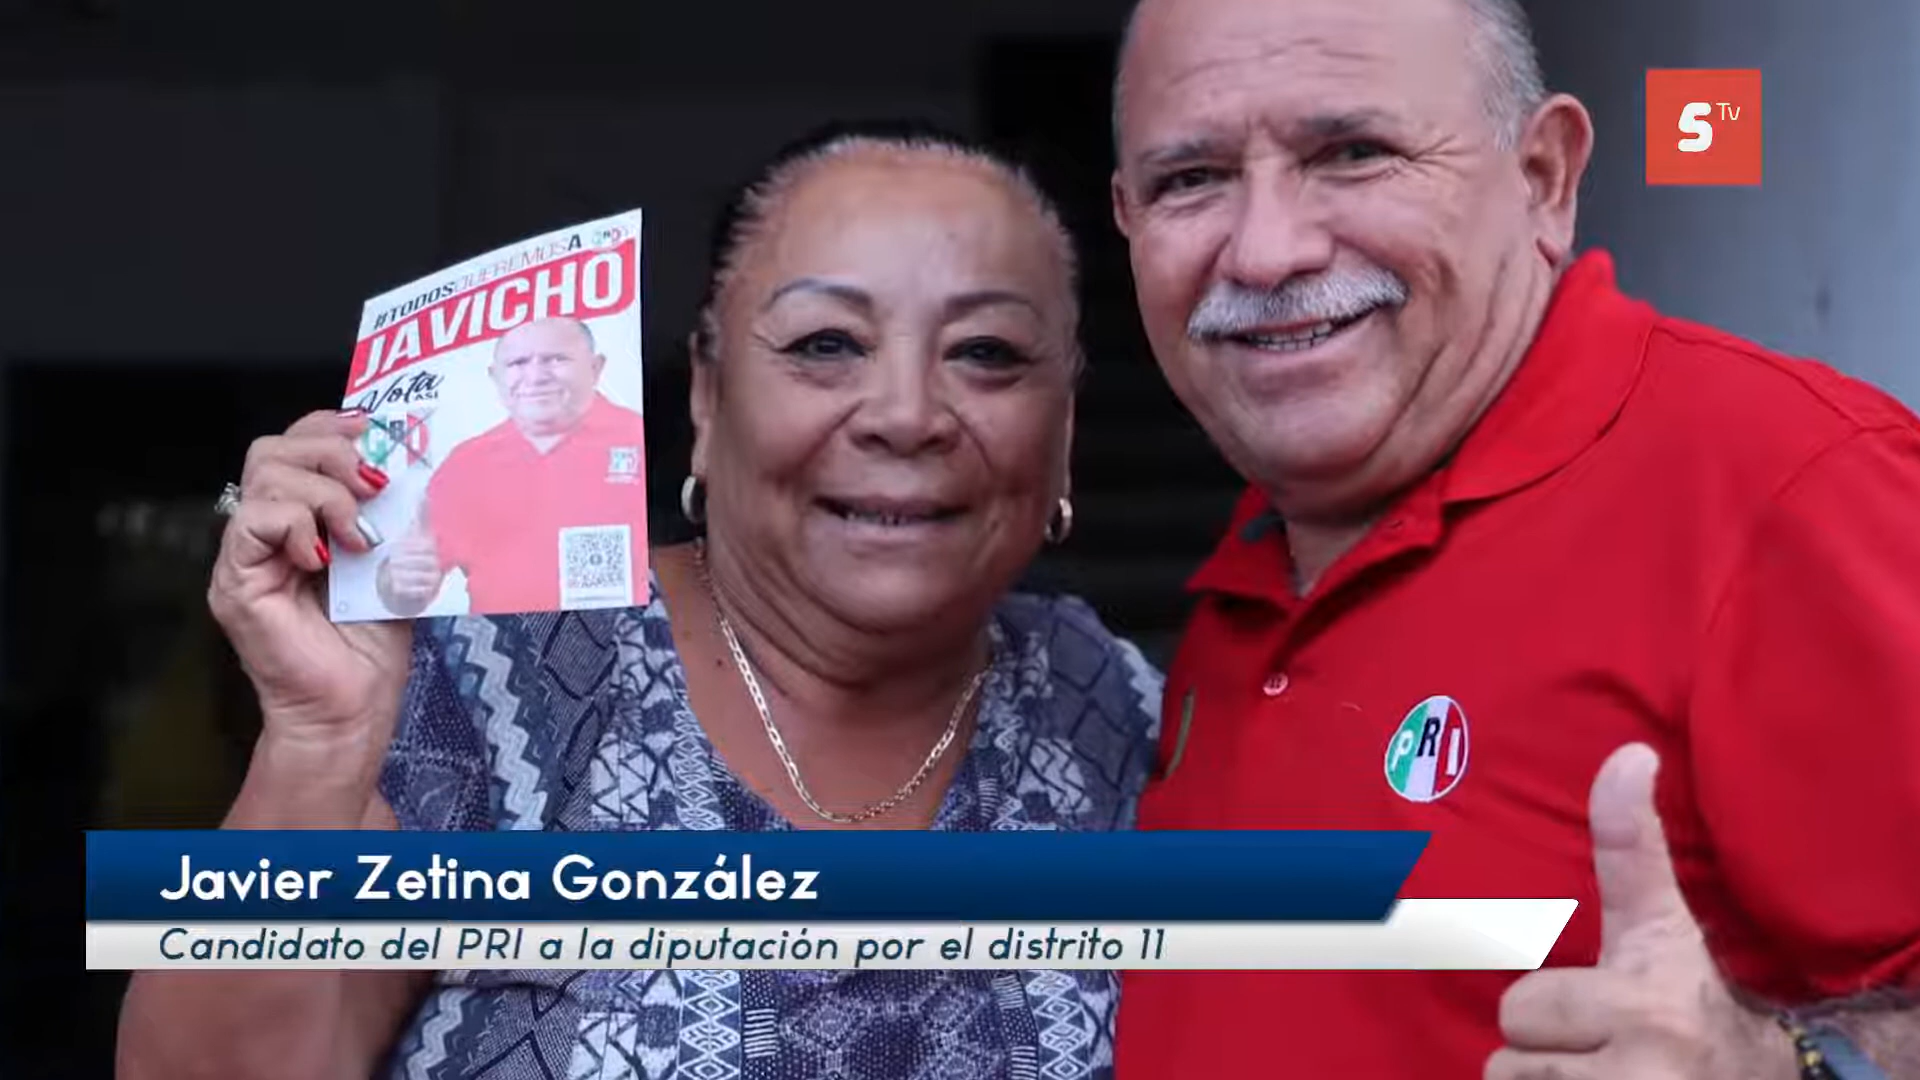 S Tv
#TODOSQUEREMOSA PRI
JAVICHO
Vota
ASÍ
PRI
PRI
Javier Zetina González
Candidato del PRI a la diputación por el distrito 11